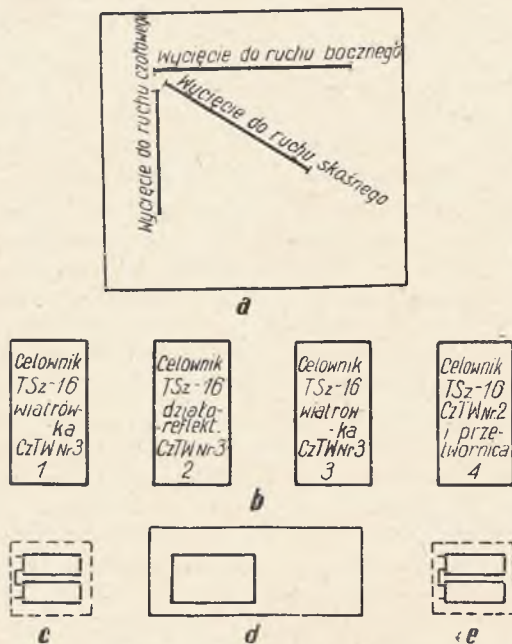 Wycięcie do ruchu czołowego
Wycięcie do ruchu bocznego
Wycięcie do ruchu skośnego
a
Celownik
TSz-16
wiatrów-
ka
CzTW Nr3
1
Celownik
TSz-16
działo-
reflekt.
CzTW Nr3
2
Celownik
TSz-16
wiatrów
-ka
CzTW Nr3
3
Celownik
TSz-16
CzTW Nr2
i prze-
twornica
4
b
c
d
e